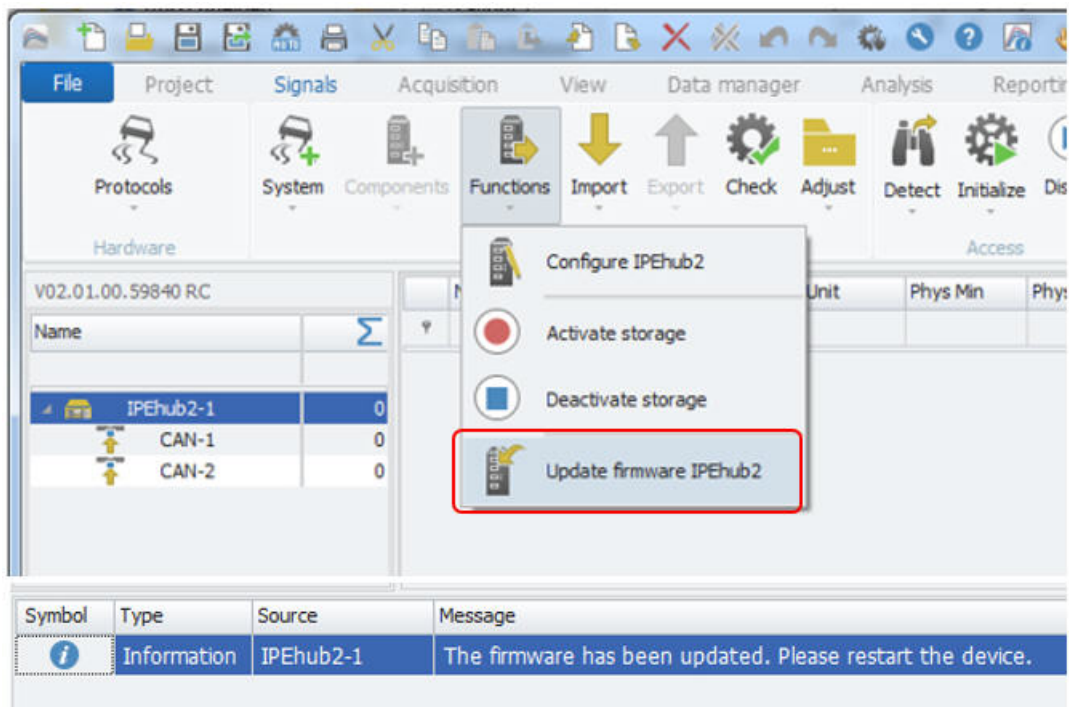 AUTO
File Project Signals Acquisition View Data manager Analysis
Protocols System Components Functions Import Export Check Adjust Detect Initialize
Hardware Access
Configure IPEhub2
V02.01.00.59840 RC
Unit Phys Min
Name
Activate storage
Deactivate storage
IPEhub2-1 0
CAN-1 0
CAN-2 0
Update firmware IPEhub2
Symbol Type Source Message
Information IPEhub2-1 The firmware has been updated. Please restart the device.